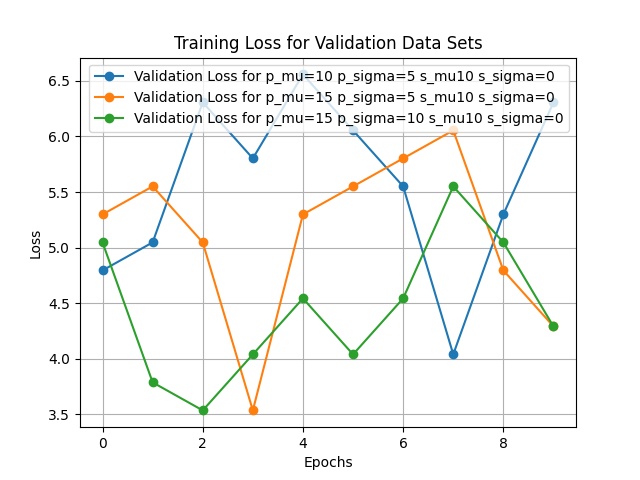 Training Loss for Validation Data Sets
Validation Loss for p_mu=10 p_sigma=5 s_mu10 s_sigma=0
Validation Loss for p_mu=15 p_sigma=5 s_mu10 s_sigma=0
Validation Loss for p_mu=15 p_sigma=10 s_mu10 s_sigma=0
6.5
6.0
5.5
5.0
4.5
4.0
3.5
Loss
0 2 4 6 8
Epochs